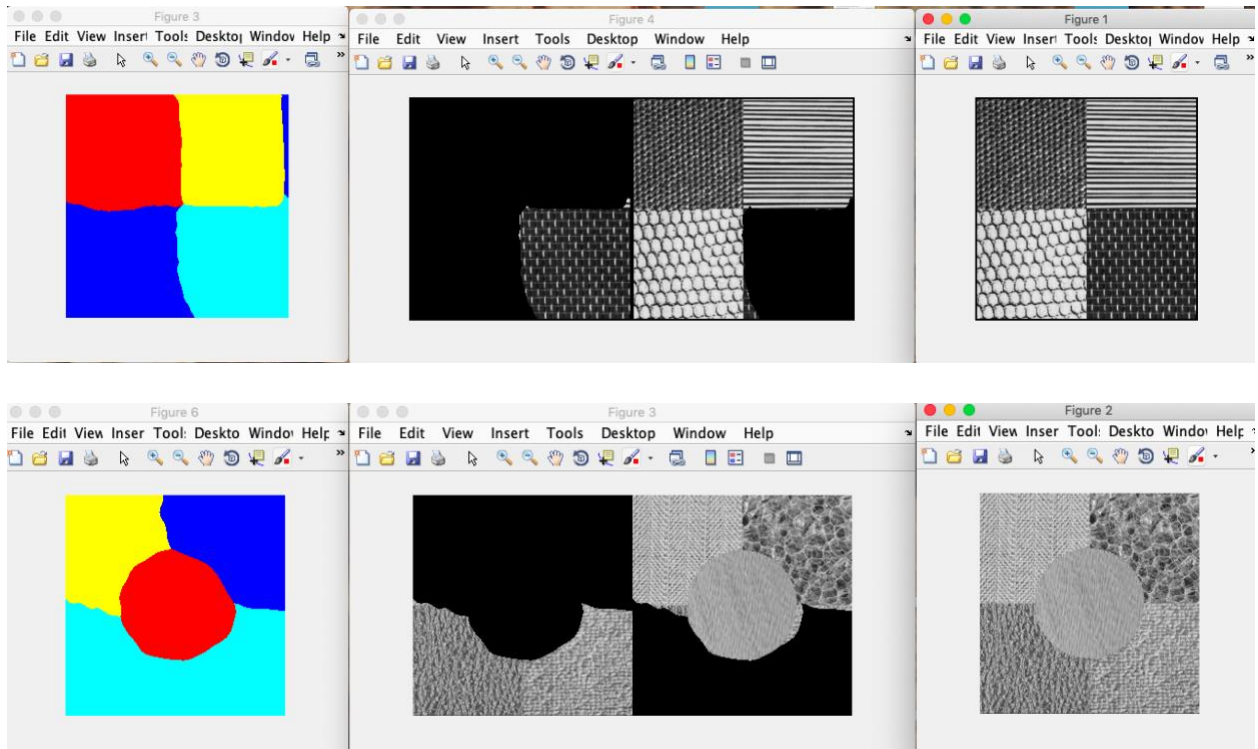 Figure 3
File Edit View Insert Tools Desktop Window Help
Figure 4
File Edit View Insert Tools Desktop Window Help
Figure 1
File Edit View Insert Tools Desktop Window Help
Figure 6
File Edit View Inser Tool: Deskto Window Help
Figure 3
File Edit View Insert Tools Desktop Window Help
Figure 2
File Edit View Inser Tool: Deskto Window Help